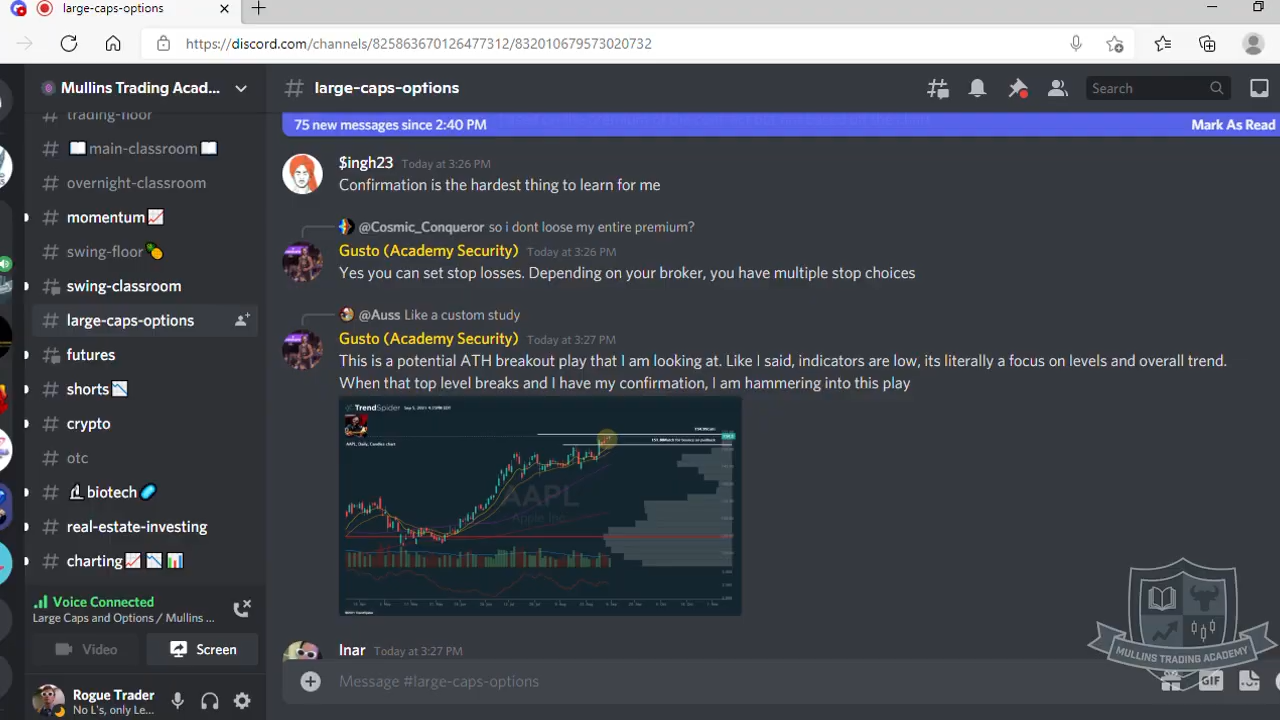 large-caps-options
https://discord.com/channels/825863670126477312/832010679573020732
Mullins Trading Acad...
large-caps-options
Search
trading-floor
main-classroom
overnight-classroom
momentum
swing-floor
swing-classroom
large-caps-options
futures
shorts
crypto
otc
biotech
real-estate-investing
charting
Voice Connected
Large Caps and Options / Mullins ...
Video
Screen
Rogue Trader
No L's, only Le...
75 new messages since 2:40 PM
Mark As Read
$ingh23 Today at 3:26 PM
Confirmation is the hardest thing to learn for me
@Cosmic_Conqueror so i dont loose my entire premium?
Gusto (Academy Security) Today at 3:26 PM
Yes you can set stop losses. Depending on your broker, you have multiple stop choices
@Auss Like a custom study
Gusto (Academy Security) Today at 3:27 PM
This is a potential ATH breakout play that I am looking at. Like I said, indicators are low, its literally a focus on levels and overall trend.
When that top level breaks and I have my confirmation, I am hammering into this play
TrendSpider
AAPL, Daily, Candles chart
AAPL
Apple Inc
Inar Today at 3:27 PM
Message #large-caps-options
GIF
MULLINS TRADING ACADEMY